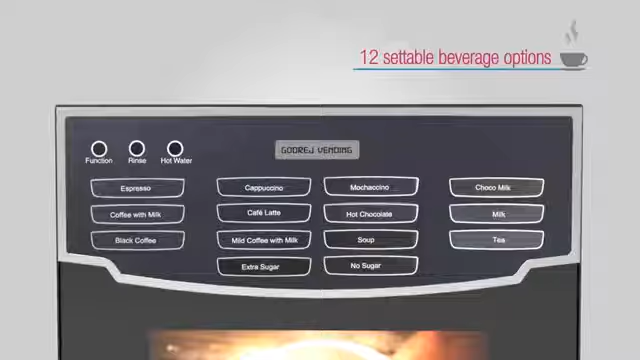 12 settable beverage options
Function Rinse Hot Water
GODREJ VENDING
Espresso Cappuccino Mochaccino Choco Milk
Coffee with Milk Café Latte Hot Chocolate Milk
Black Coffee Mild Coffee with Milk Soup Tea
Extra Sugar No Sugar